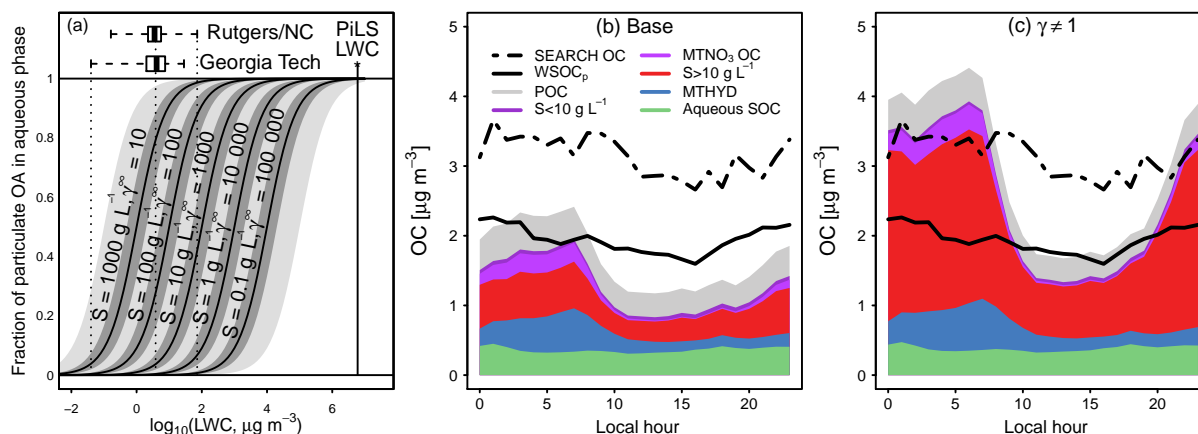 (a)
PiLS
LWC
Rutgers/NC
Georgia Tech
Fraction of particulate OA in aqueous phase
0
0.2
0.4
0.6
0.8
1
S = 1000 g L⁻¹, γ∞ = 10
S = 100 g L⁻¹, γ∞ = 100
S = 10 g L⁻¹, γ∞ = 1000
S = 1 g L⁻¹, γ∞ = 10 000
S = 0.1 g L⁻¹, γ∞ = 100 000
−2 0 2 4 6
log₁₀(LWC, μg m⁻³)
(b) Base
SEARCH OC
WSOCₚ
POC
S<10 g L⁻¹
MTNO₃ OC
S>10 g L⁻¹
MTHYD
Aqueous SOC
OC [μg m⁻³]
0
1
2
3
4
5
0 5 10 15 20
Local hour
(c) γ ≠ 1
OC [μg m⁻³]
0
1
2
3
4
5
0 5 10 15 20
Local hour